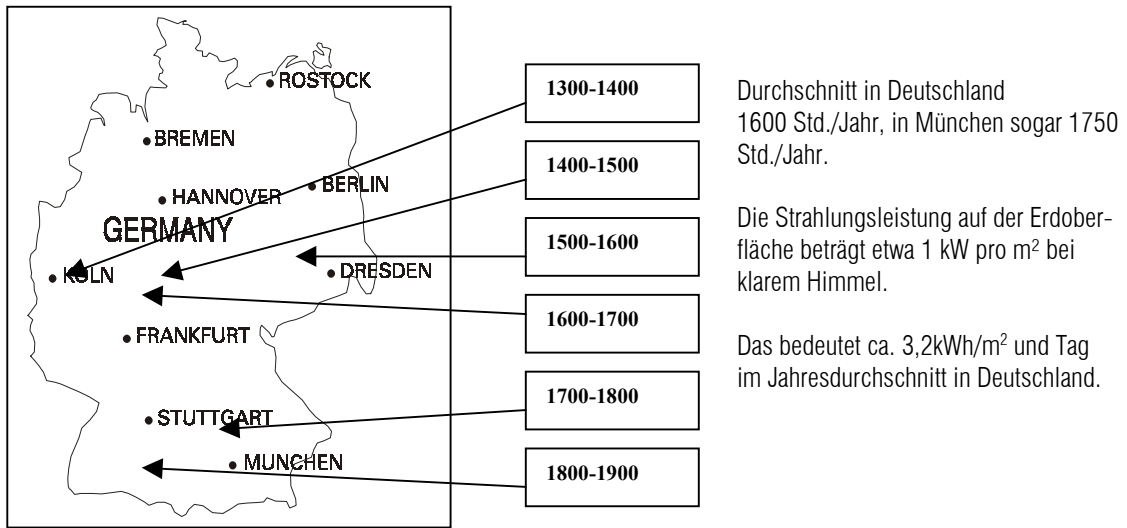 ROSTOCK
BREMEN
HANNOVER
BERLIN
GERMANY
KÖLN
DRESDEN
FRANKFURT
STUTTGART
MUNCHEN
1300-1400
1400-1500
1500-1600
1600-1700
1700-1800
1800-1900
Durchschnitt in Deutschland
1600 Std./Jahr, in München sogar 1750
Std./Jahr.
Die Strahlungsleistung auf der Erdober-
fläche beträgt etwa 1 kW pro m² bei
klarem Himmel.
Das bedeutet ca. 3,2kWh/m² und Tag
im Jahresdurchschnitt in Deutschland.